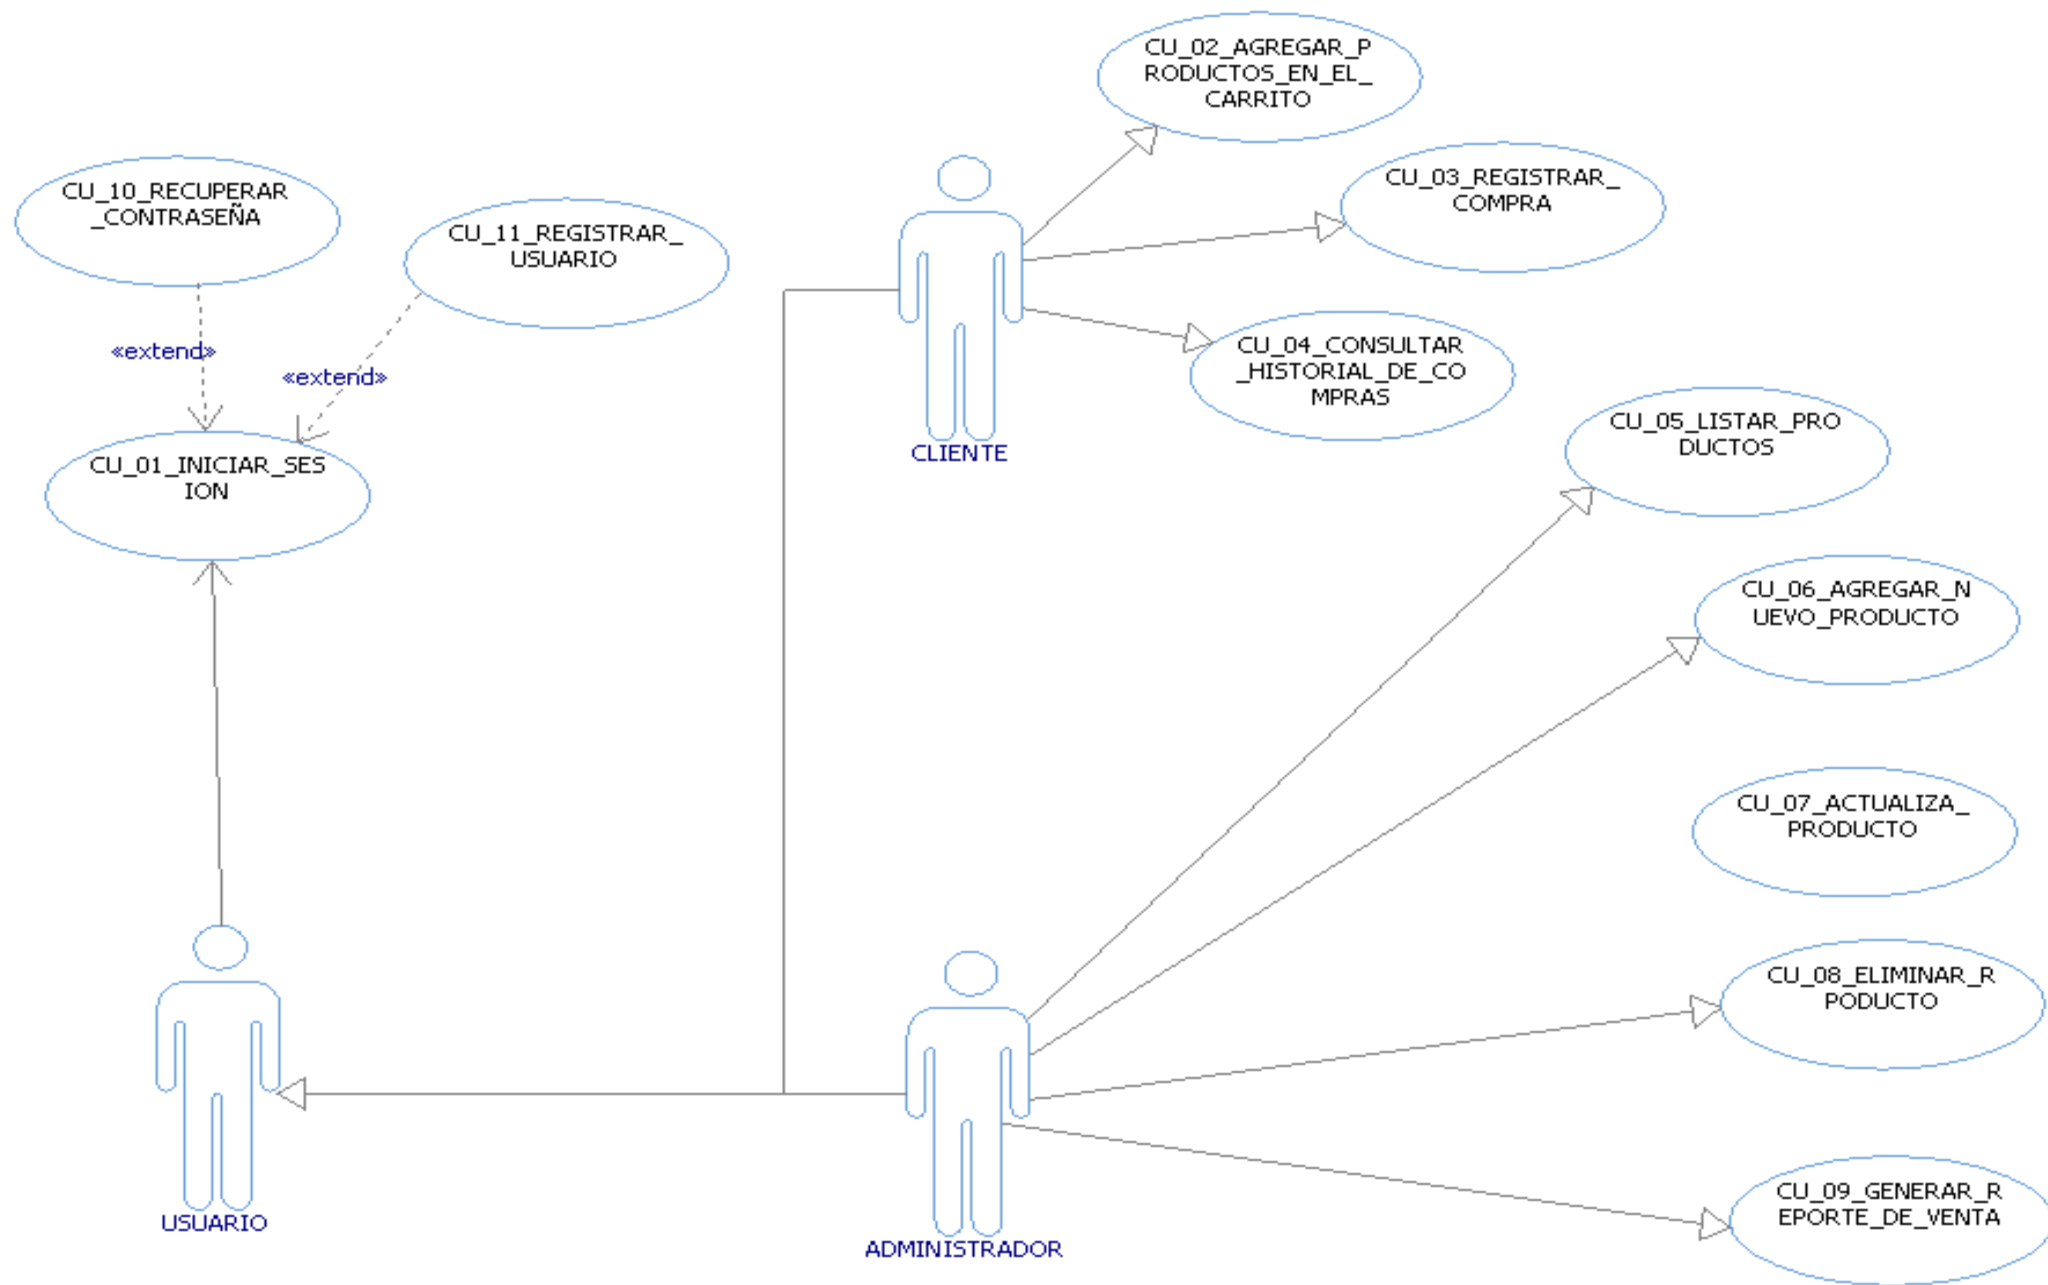 CU_02_AGREGAR_P
RODUCTOS_EN_EL_
CARRITO
CU_10_RECUPERAR
_CONTRASEÑA
CU_11_REGISTRAR_
USUARIO
CU_03_REGISTRAR_
COMPRA
«extend»
«extend»
CU_04_CONSULTAR
_HISTORIAL_DE_CO
MPRAS
CLIENTE
CU_01_INICIAR_SES
ION
CU_05_LISTAR_PRO
DUCTOS
CU_06_AGREGAR_N
UEVO_PRODUCTO
CU_07_ACTUALIZA_
PRODUCTO
CU_08_ELIMINAR_R
PODUCTO
CU_09_GENERAR_R
EPORTE_DE_VENTA
USUARIO
ADMINISTRADOR